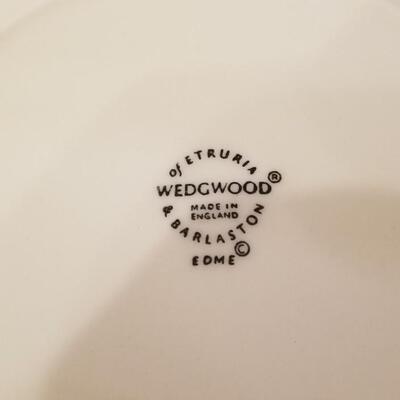 of ETRURIA
WEDGWOOD®
MADE IN
ENGLAND
& BARLASTON
EDME ©